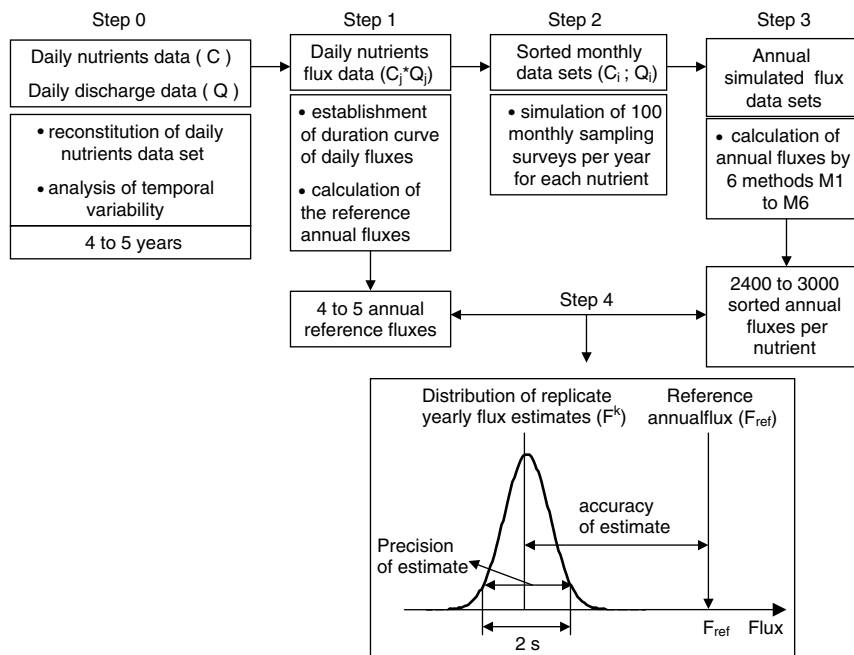 Step 0
Daily nutrients data ( C )
Daily discharge data ( Q )
• reconstitution of daily
nutrients data set
• analysis of temporal
variability
4 to 5 years
Step 1
Daily nutrients
flux data (Cj*Qj)
• establishment
of duration curve
of daily fluxes
• calculation of
the reference
annual fluxes
4 to 5 annual
reference fluxes
Step 2
Sorted monthly
data sets (Ci ; Qi)
• simulation of 100
monthly sampling
surveys per year
for each nutrient
Step 3
Annual
simulated flux
data sets
• calculation of
annual fluxes by
6 methods M1
to M6
2400 to 3000
sorted annual
fluxes per
nutrient
Step 4
Distribution of replicate
yearly flux estimates (F^k)
Reference
annualflux (Fref)
accuracy
of estimate
Precision
of estimate
Fref Flux
2 s